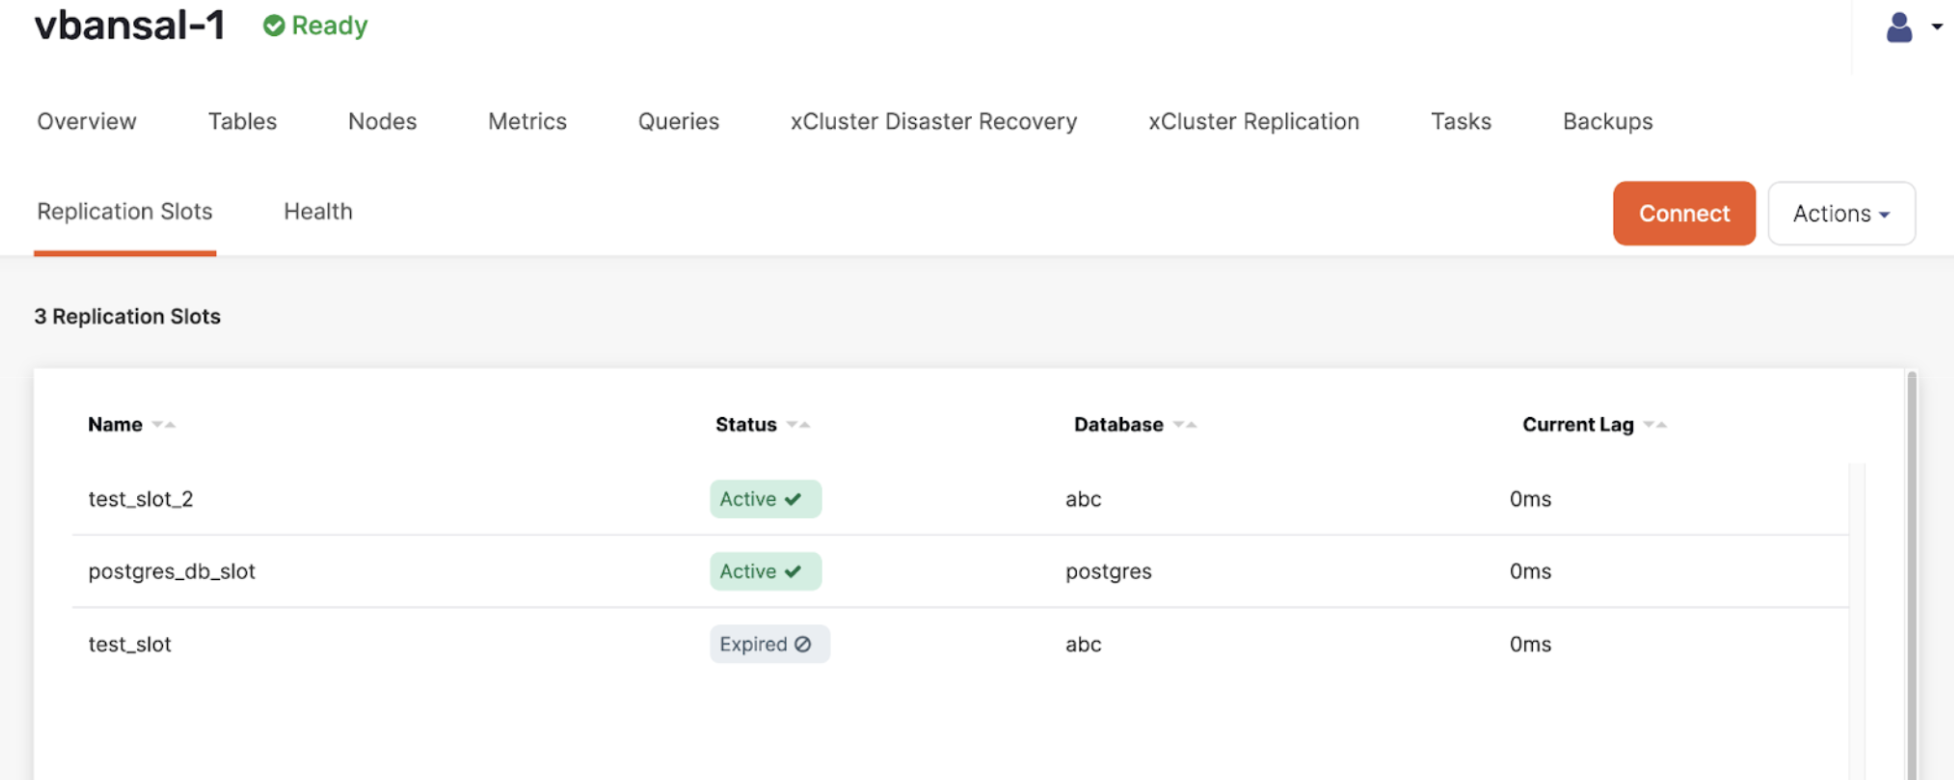 vbansal-1 Ready
Overview Tables Nodes Metrics Queries xCluster Disaster Recovery xCluster Replication Tasks Backups
Replication Slots Health Connect Actions
3 Replication Slots
Name Status Database Current Lag
test_slot_2 Active abc 0ms
postgres_db_slot Active postgres 0ms
test_slot Expired abc 0ms